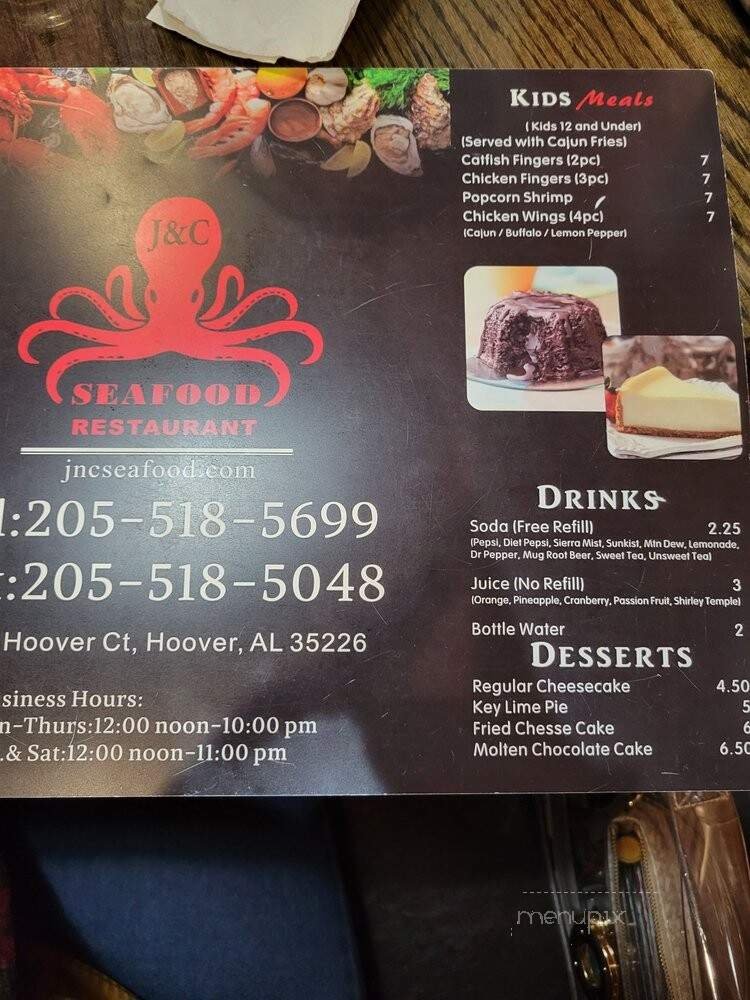 J&C
SEAFOOD
RESTAURANT
jncseafood.com
l:205-518-5699
:205-518-5048
Hoover Ct, Hoover, AL 35226
siness Hours:
n-Thurs:12:00 noon-10:00 pm
.& Sat:12:00 noon-11:00 pm
KIDS Meals
( Kids 12 and Under)
(Served with Cajun Fries)
Catfish Fingers (2pc) 7
Chicken Fingers (3pc) 7
Popcorn Shrimp 7
Chicken Wings (4pc) 7
(Cajun / Buffalo / Lemon Pepper)
DRINKS
Soda (Free Refill) 2.25
(Pepsi, Diet Pepsi, Sierra Mist, Sunkist, Mtn Dew, Lemonade,
Dr Pepper, Mug Root Beer, Sweet Tea, Unsweet Tea)
Juice (No Refill) 3
(Orange, Pineapple, Cranberry, Passion Fruit, Shirley Temple)
Bottle Water 2
DESSERTS
Regular Cheesecake 4.50
Key Lime Pie 5
Fried Chesse Cake 6
Molten Chocolate Cake 6.50
menupix